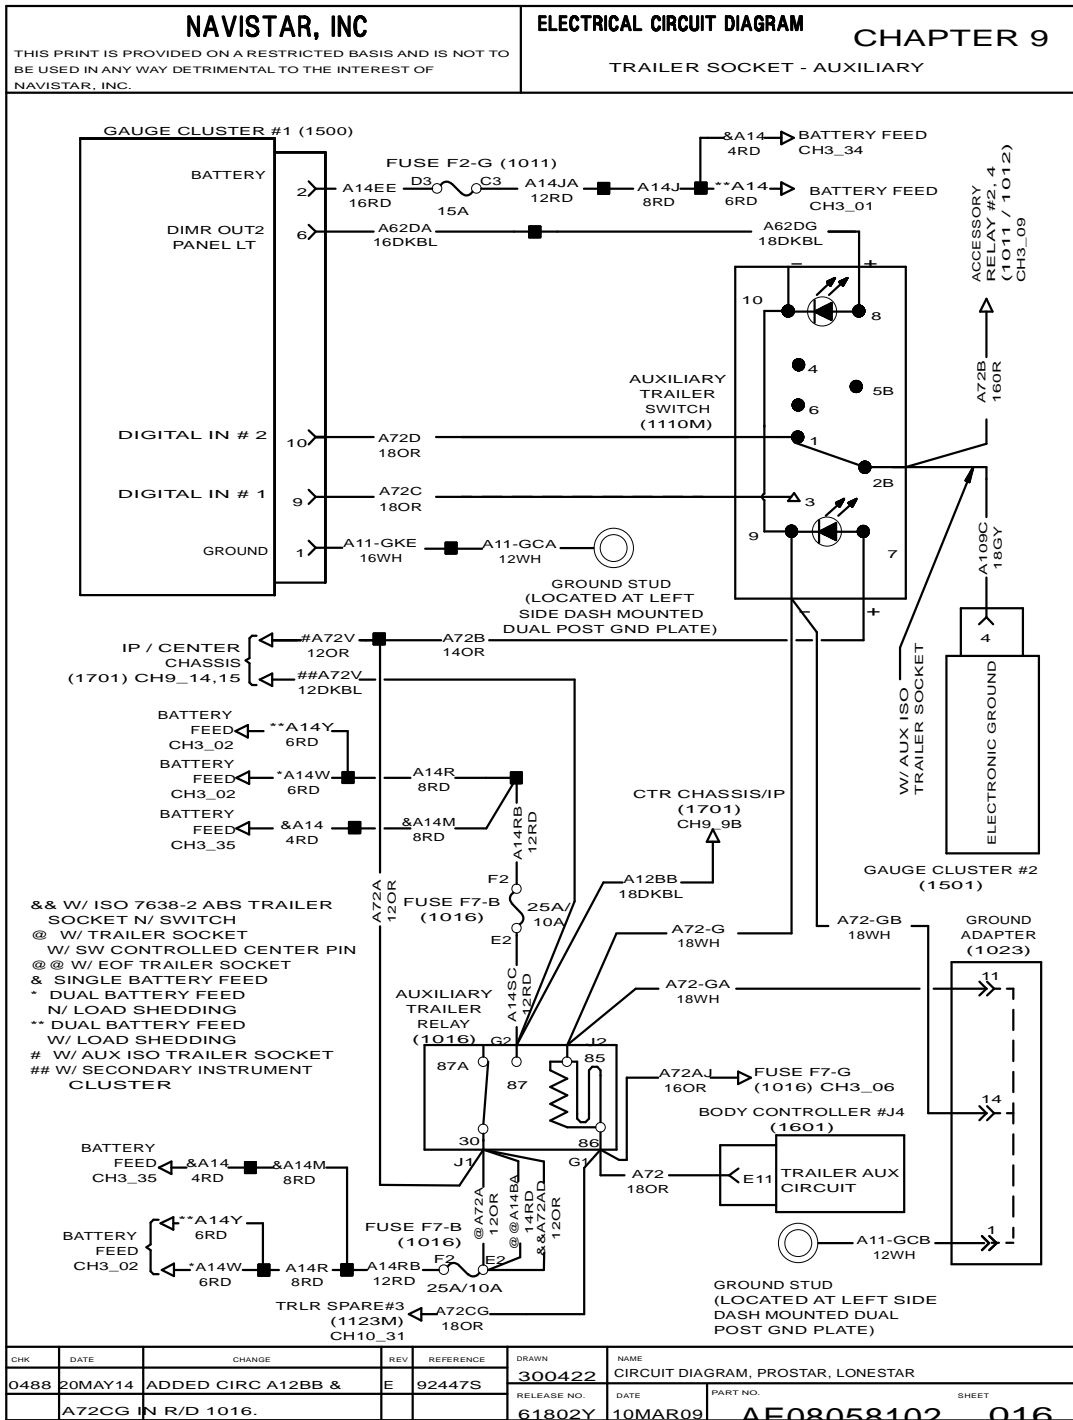 NAVISTAR, INC
THIS PRINT IS PROVIDED ON A RESTRICTED BASIS AND IS NOT TO
BE USED IN ANY WAY DETRIMENTAL TO THE INTEREST OF
NAVISTAR, INC.
ELECTRICAL CIRCUIT DIAGRAM
CHAPTER 9
TRAILER SOCKET - AUXILIARY
GAUGE CLUSTER #1 (1500)
BATTERY
2
A14EE
16RD
FUSE F2-G (1011)
D3
C3
15A
A14JA
12RD
A14J
8RD
&A14
4RD
BATTERY FEED
CH3_34
**A14
6RD
BATTERY FEED
CH3_01
DIMR OUT2
PANEL LT
6
A62DA
16DKBL
A62DG
18DKBL
ACCESSORY
RELAY #2, 4
(1011 / 1012)
CH3_09
−
+
10
8
4
5B
6
1
2B
3
9
7
−
+
AUXILIARY
TRAILER
SWITCH
(1110M)
A72B
16OR
DIGITAL IN # 2
10
A72D
18OR
DIGITAL IN # 1
9
A72C
18OR
GROUND
1
A11-GKE
16WH
A11-GCA
12WH
GROUND STUD
(LOCATED AT LEFT
SIDE DASH MOUNTED
DUAL POST GND PLATE)
A109C
18GY
4
ELECTRONIC GROUND
GAUGE CLUSTER #2
(1501)
W/ AUX ISO
TRAILER SOCKET
IP / CENTER
CHASSIS
(1701) CH9_14,15
#A72V
12OR
A72B
14OR
##A72V
12DKBL
BATTERY
FEED
CH3_02
**A14Y
6RD
BATTERY
FEED
CH3_02
*A14W
6RD
A14R
8RD
BATTERY
FEED
CH3_35
&A14
4RD
&A14M
8RD
A14RB
12RD
CTR CHASSIS/IP
(1701)
CH9_9B
A72A
12OR
F2
FUSE F7-B
(1016)
25A/
10A
E2
A12BB
18DKBL
A72-G
18WH
A72-GB
18WH
A72-GA
18WH
GROUND
ADAPTER
(1023)
11
14
1
&& W/ ISO 7638-2 ABS TRAILER
SOCKET N/ SWITCH
@ W/ TRAILER SOCKET
W/ SW CONTROLLED CENTER PIN
@@ W/ EOF TRAILER SOCKET
& SINGLE BATTERY FEED
* DUAL BATTERY FEED
N/ LOAD SHEDDING
** DUAL BATTERY FEED
W/ LOAD SHEDDING
# W/ AUX ISO TRAILER SOCKET
## W/ SECONDARY INSTRUMENT
CLUSTER
A14SC
12RD
AUXILIARY
TRAILER
RELAY
(1016)
G2
J2
87A
87
85
30
86
J1
G1
A72AJ
16OR
FUSE F7-G
(1016) CH3_06
BODY CONTROLLER #J4
(1601)
A72
18OR
E11
TRAILER AUX
CIRCUIT
BATTERY
FEED
CH3_35
&A14
4RD
&A14M
8RD
@A72A
12OR
@@A14BA
14RD
&&A72AD
12OR
BATTERY
FEED
CH3_02
**A14Y
6RD
*A14W
6RD
A14R
8RD
A14RB
12RD
FUSE F7-B
(1016)
F2
E2
25A/10A
TRLR SPARE#3
(1123M)
CH10_31
A72CG
18OR
A11-GCB
12WH
GROUND STUD
(LOCATED AT LEFT SIDE
DASH MOUNTED DUAL
POST GND PLATE)
CHK DATE CHANGE REV REFERENCE
0488 20MAY14 ADDED CIRC A12BB & E 92447S
A72CG IN R/D 1016.
DRAWN
300422
NAME
CIRCUIT DIAGRAM, PROSTAR, LONESTAR
RELEASE NO.
61802Y
DATE
10MAR09
PART NO.
AE08058102
SHEET
016